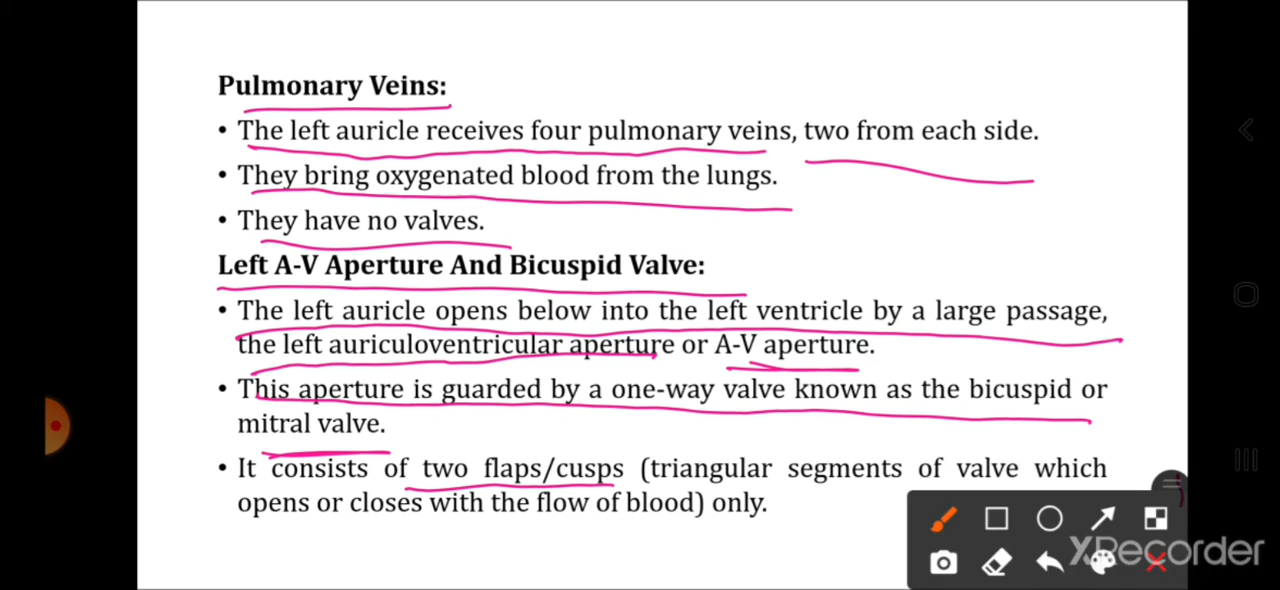 Pulmonary Veins:
• The left auricle receives four pulmonary veins, two from each side.
• They bring oxygenated blood from the lungs.
• They have no valves.
Left A-V Aperture And Bicuspid Valve:
• The left auricle opens below into the left ventricle by a large passage,
the left auriculoventricular aperture or A-V aperture.
• This aperture is guarded by a one-way valve known as the bicuspid or
mitral valve.
• It consists of two flaps/cusps (triangular segments of valve which
opens or closes with the flow of blood) only.
XRecorder